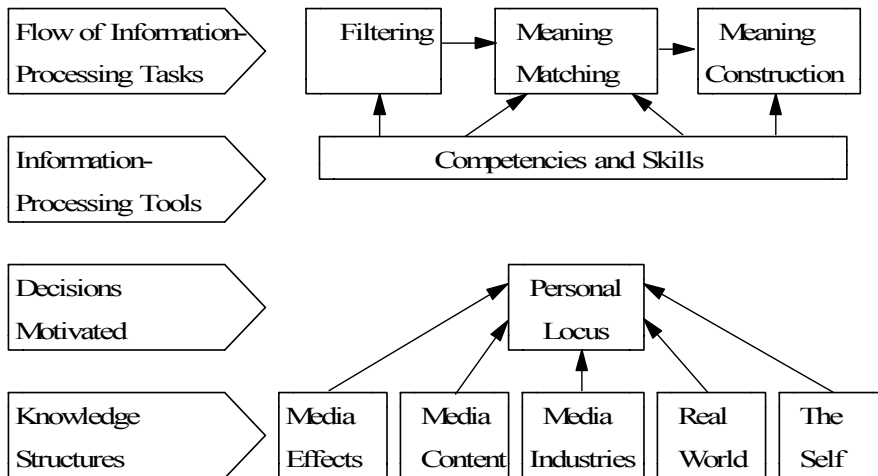 Flow of Information-
Processing Tasks
Filtering
Meaning
Matching
Meaning
Construction
Information-
Processing Tools
Competencies and Skills
Decisions
Motivated
Personal
Locus
Knowledge
Structures
Media
Effects
Media
Content
Media
Industries
Real
World
The
Self